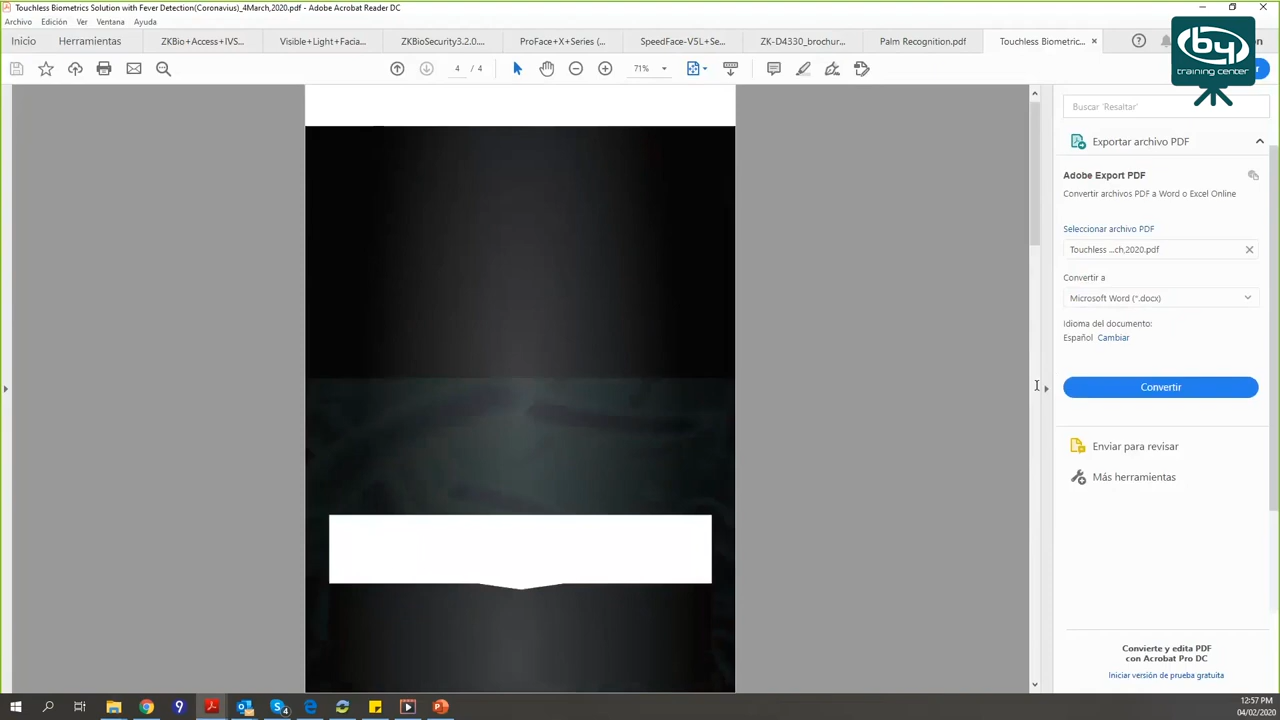 Touchless Biometrics Solution with Fever Detection(Coronavius)_4March,2020.pdf - Adobe Acrobat Reader DC
Archivo Edición Ver Ventana Ayuda
Inicio Herramientas ZKBio+Access+IVS... Visible+Light+Facia... ZKBioSecurity3.2.0... ProFace_X+Series (... SpeedFace-V5L+Se... ZK-D4330_brochur... Palm Recognition.pdf Touchless Biometric... ×
by
training center
4 / 4 71%
Buscar 'Resaltar'
Exportar archivo PDF
Adobe Export PDF
Convertir archivos PDF a Word o Excel Online
Seleccionar archivo PDF
Touchless ...ch,2020.pdf
Convertir a
Microsoft Word (*.docx)
Idioma del documento:
Español Cambiar
Convertir
Enviar para revisar
Más herramientas
Convierte y edita PDF
con Acrobat Pro DC
Iniciar versión de prueba gratuita
12:57 PM
04/02/2020